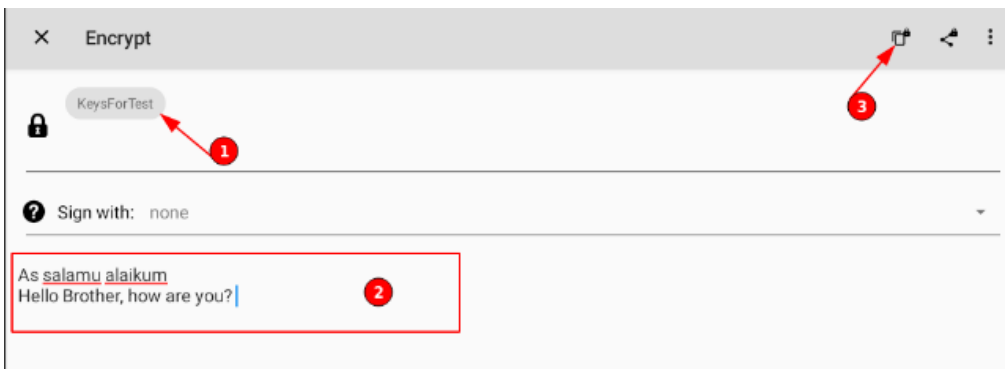 Encrypt
KeysForTest
1
3
Sign with: none
As salamu alaikum
Hello Brother, how are you?
2